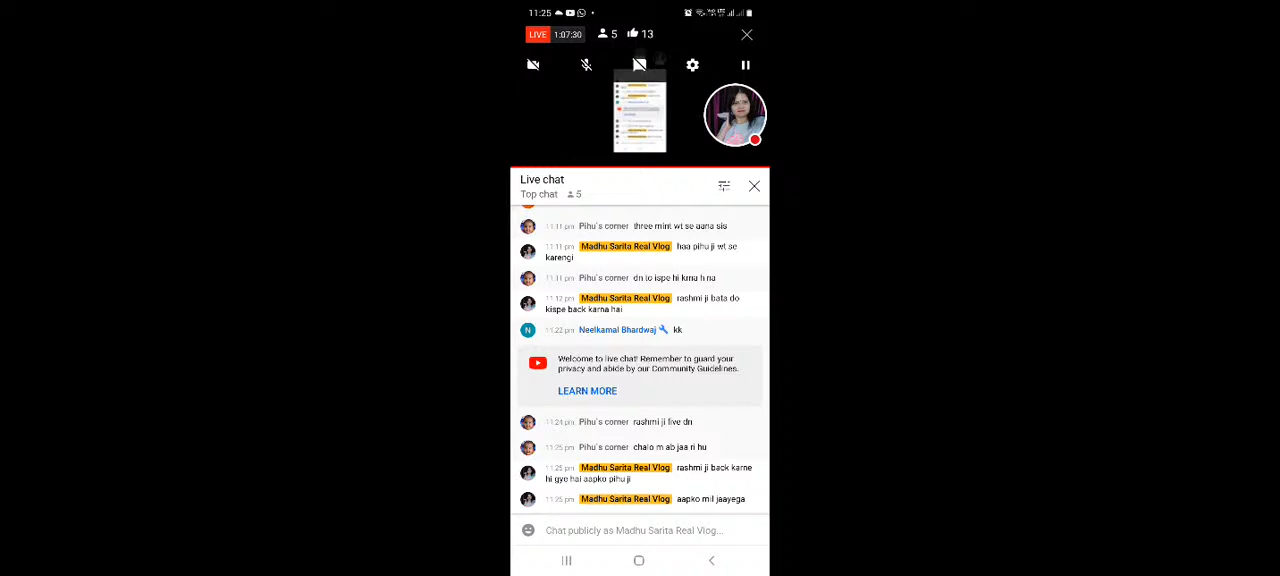 11:25
LIVE 1:07:30 5 13
Live chat
Top chat 5
11:11 pm Pihu's corner three mint wt se aana sis
11:11 pm Madhu Sarita Real Vlog haa pihu ji wt se
karengi
11:11 pm Pihu's corner dn to ispe hi krna h na
11:12 pm Madhu Sarita Real Vlog rashmi ji bata do
kispe back karna hai
N 11:22 pm Neelkamal Bhardwaj kk
Welcome to live chat! Remember to guard your
privacy and abide by our Community Guidelines.
LEARN MORE
11:24 pm Pihu's corner rashmi ji live dn
11:25 pm Pihu's corner chalo m ab jaa ri hu
11:25 pm Madhu Sarita Real Vlog rashmi ji back karne
hi gye hai aapko pihu ji
11:25 pm Madhu Sarita Real Vlog aapko mil jaayega
Chat publicly as Madhu Sarita Real Vlog...